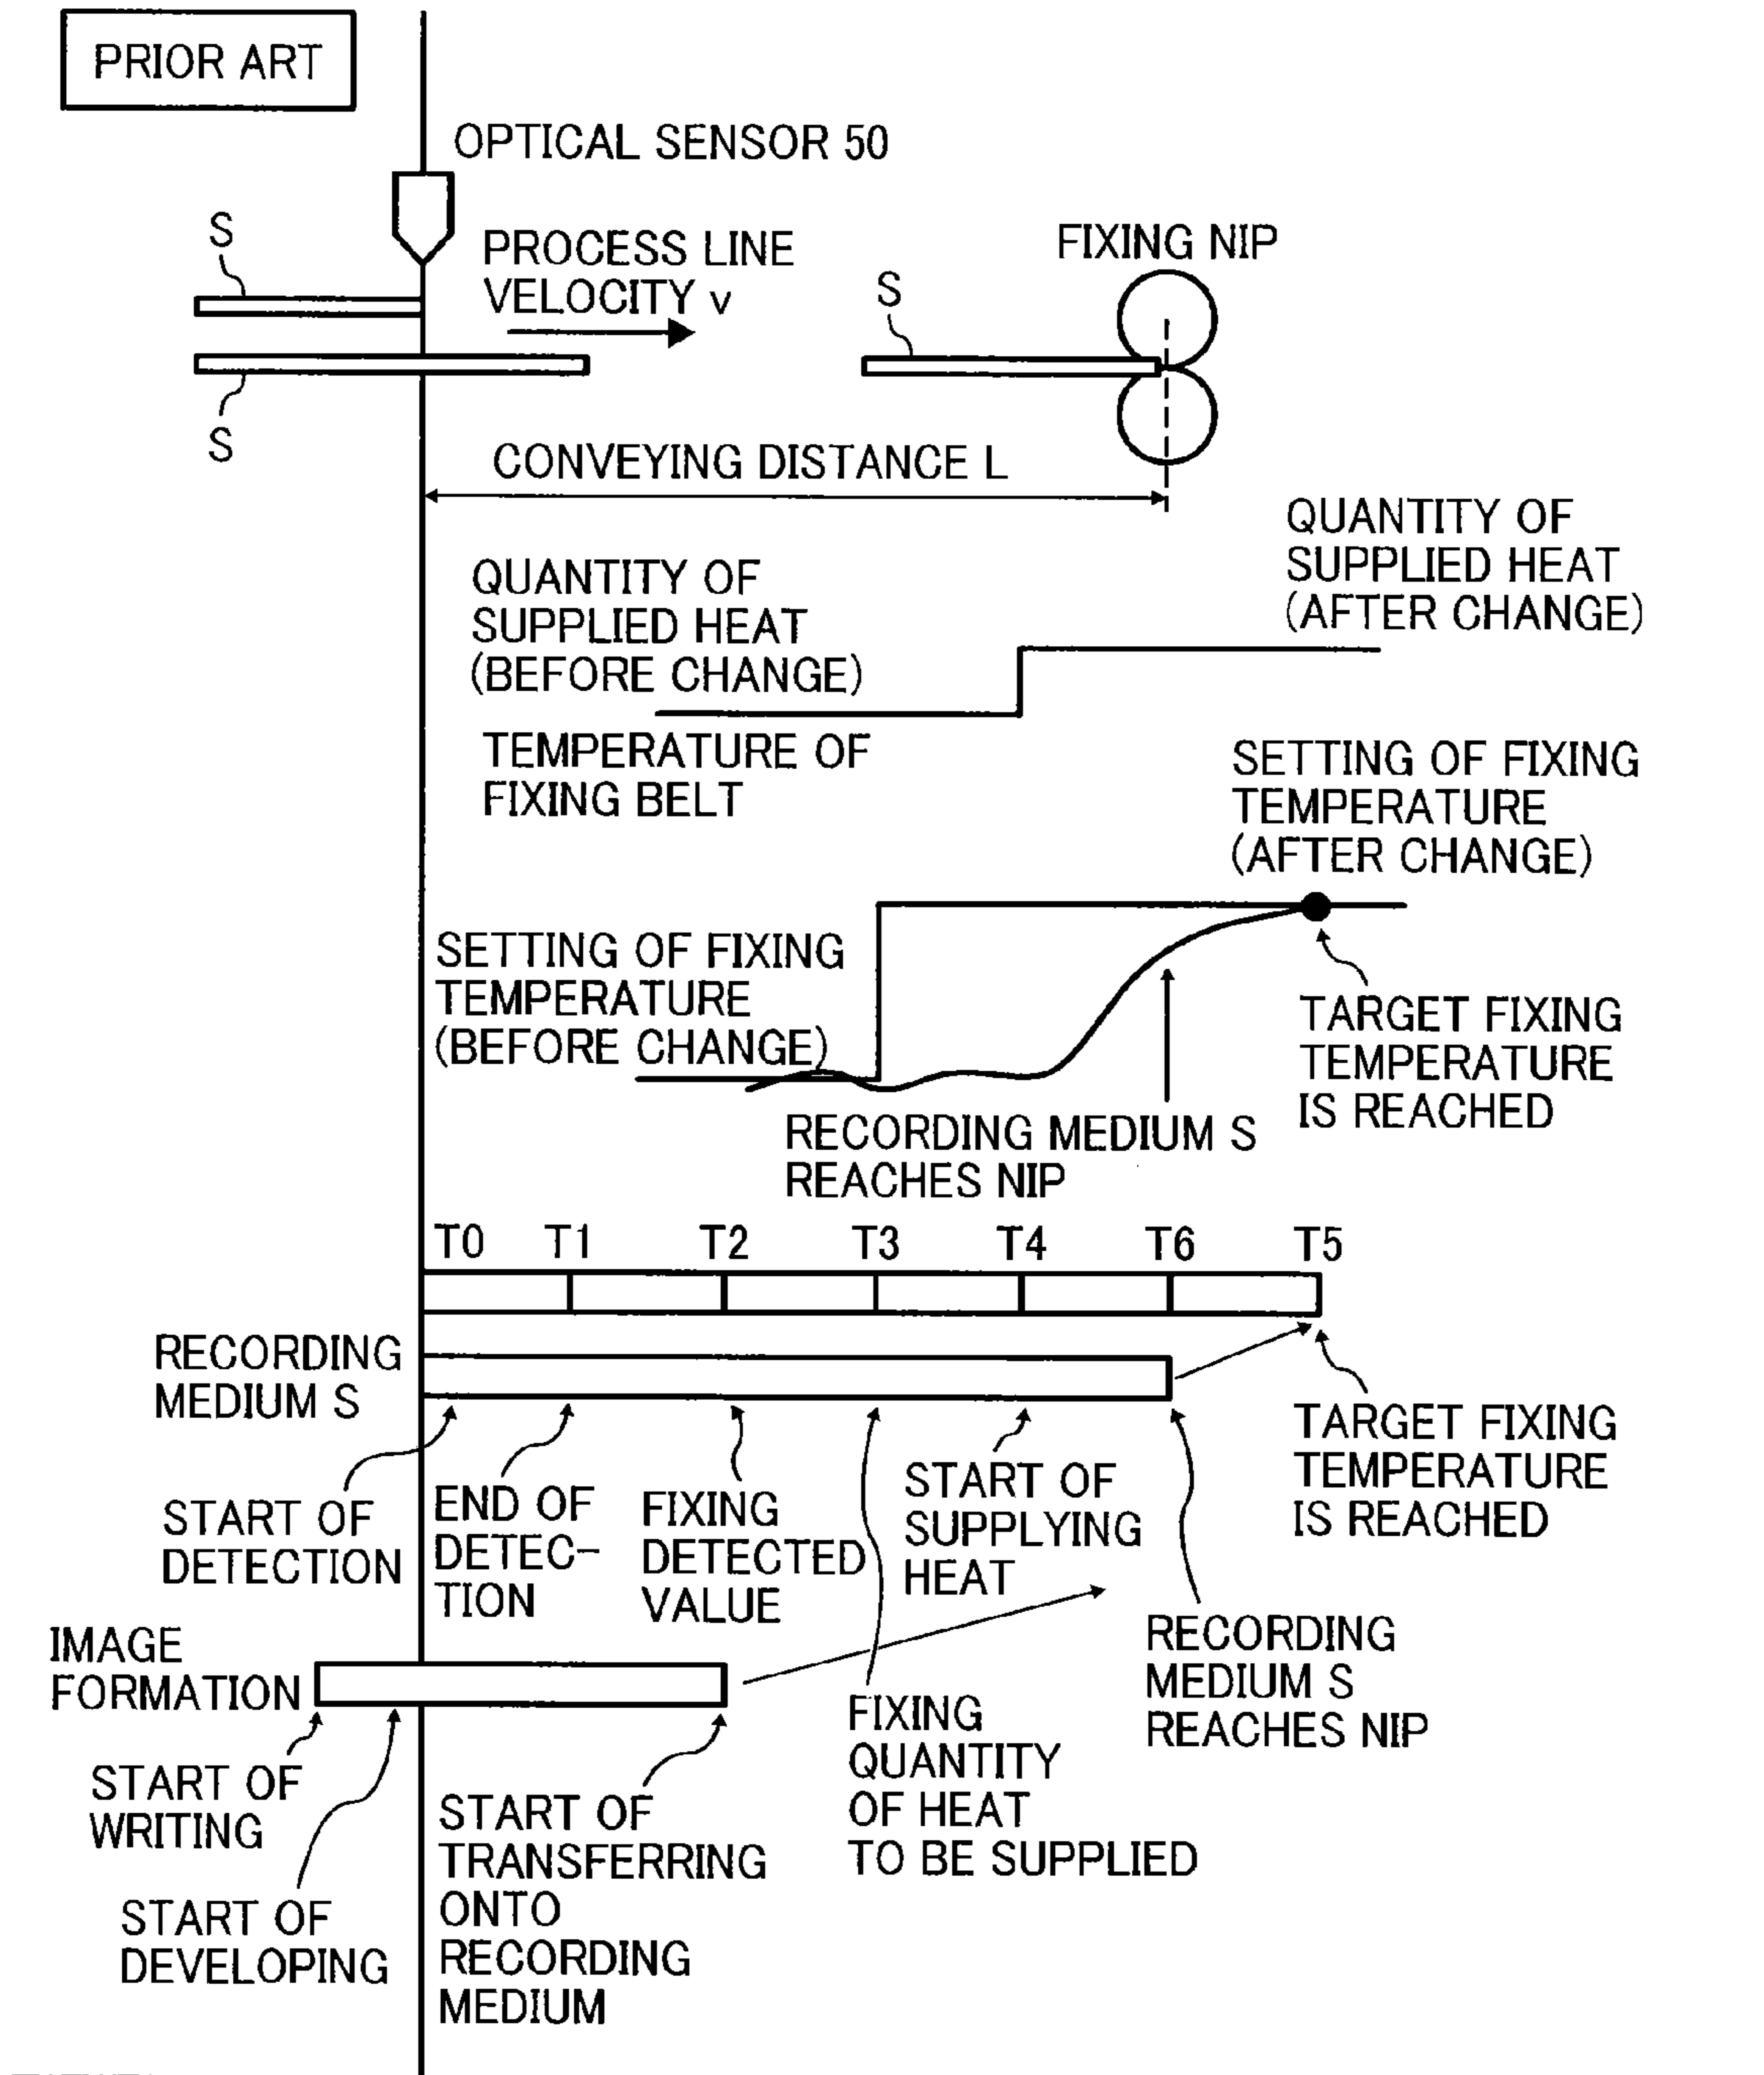 PRIOR ART
OPTICAL SENSOR 50
S
PROCESS LINE
VELOCITY v
S
FIXING NIP
S
CONVEYING DISTANCE L
QUANTITY OF
SUPPLIED HEAT
(BEFORE CHANGE)
QUANTITY OF
SUPPLIED HEAT
(AFTER CHANGE)
TEMPERATURE OF
FIXING BELT
SETTING OF FIXING
TEMPERATURE
(AFTER CHANGE)
SETTING OF FIXING
TEMPERATURE
(BEFORE CHANGE)
TARGET FIXING
TEMPERATURE
IS REACHED
RECORDING MEDIUM S
REACHES NIP
T0 T1 T2 T3 T4 T6 T5
RECORDING
MEDIUM S
START OF
DETECTION
END OF
DETEC-
TION
FIXING
DETECTED
VALUE
START OF
SUPPLYING
HEAT
TARGET FIXING
TEMPERATURE
IS REACHED
IMAGE
FORMATION
START OF
WRITING
START OF
DEVELOPING
START OF
TRANSFERRING
ONTO
RECORDING
MEDIUM
FIXING
QUANTITY
OF HEAT
TO BE SUPPLIED
RECORDING
MEDIUM S
REACHES NIP